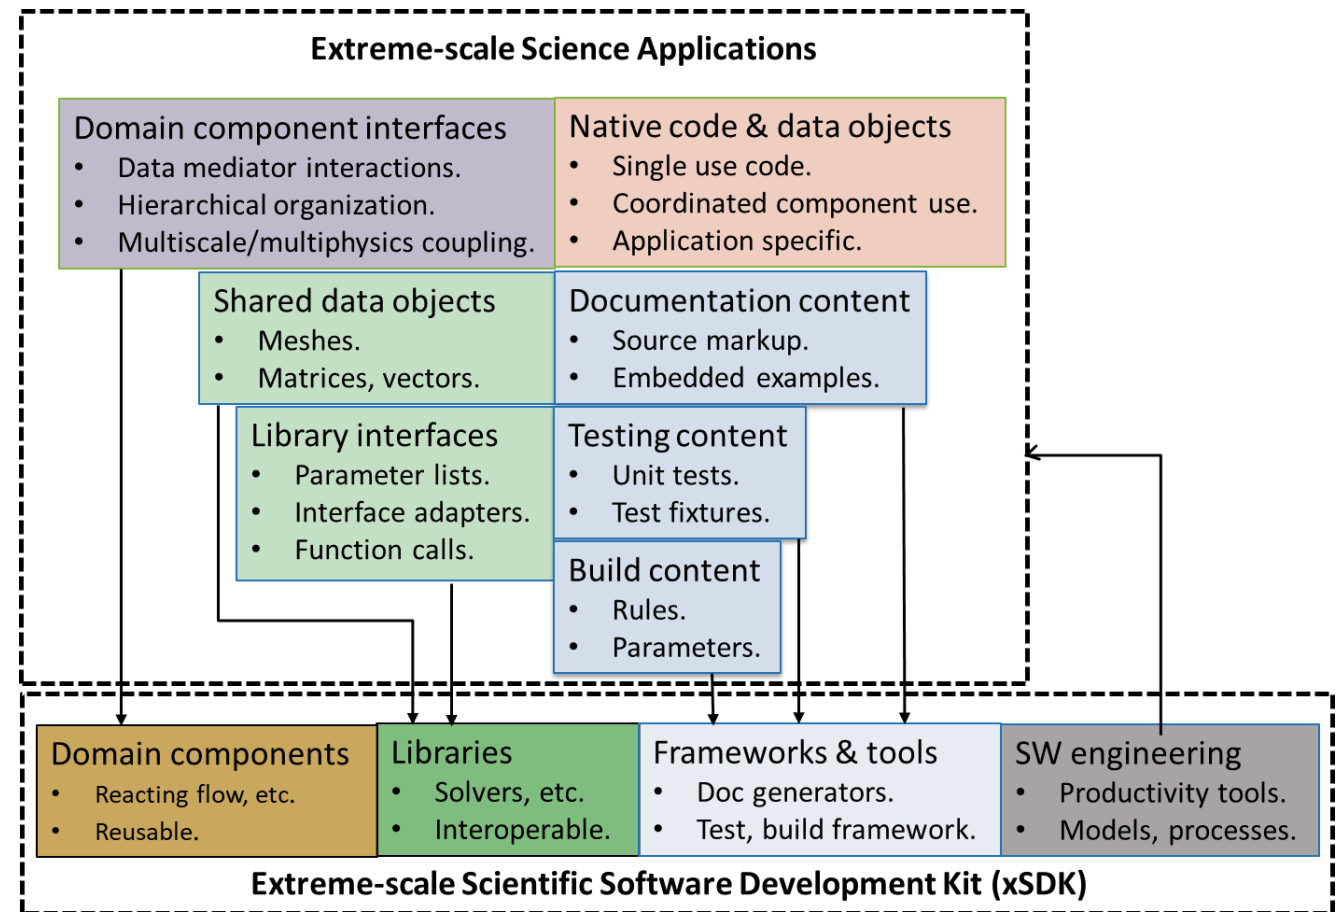 Extreme-scale Science Applications
Domain component interfaces
• Data mediator interactions.
• Hierarchical organization.
• Multiscale/multiphysics coupling.
Native code & data objects
• Single use code.
• Coordinated component use.
• Application specific.
Shared data objects
• Meshes.
• Matrices, vectors.
Documentation content
• Source markup.
• Embedded examples.
Library interfaces
• Parameter lists.
• Interface adapters.
• Function calls.
Testing content
• Unit tests.
• Test fixtures.
Build content
• Rules.
• Parameters.
Domain components
• Reacting flow, etc.
• Reusable.
Libraries
• Solvers, etc.
• Interoperable.
Frameworks & tools
• Doc generators.
• Test, build framework.
SW engineering
• Productivity tools.
• Models, processes.
Extreme-scale Scientific Software Development Kit (xSDK)